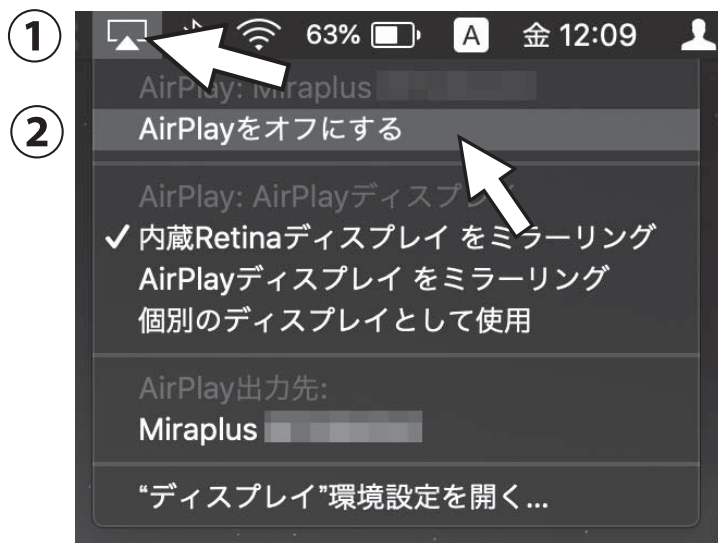 ① 63% A 金 12:09
AirPlay: Miraplus
② AirPlayをオフにする
AirPlay: AirPlayディスプレイ
✓ 内蔵Retinaディスプレイ をミラーリング
AirPlayディスプレイ をミラーリング
個別のディスプレイとして使用
AirPlay出力先:
Miraplus
“ディスプレイ”環境設定を開く...